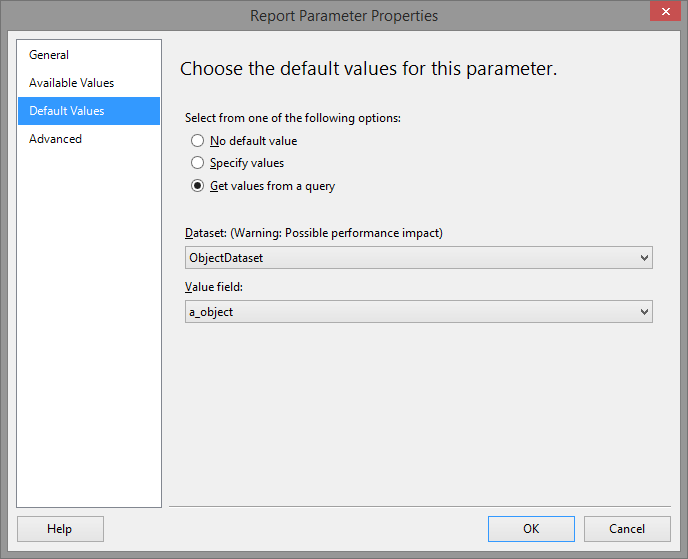 Report Parameter Properties
General
Available Values
Default Values
Advanced
Choose the default values for this parameter.
Select from one of the following options:
No default value
Specify values
Get values from a query
Dataset: (Warning: Possible performance impact)
ObjectDataset
Value field:
a_object
Help
OK
Cancel